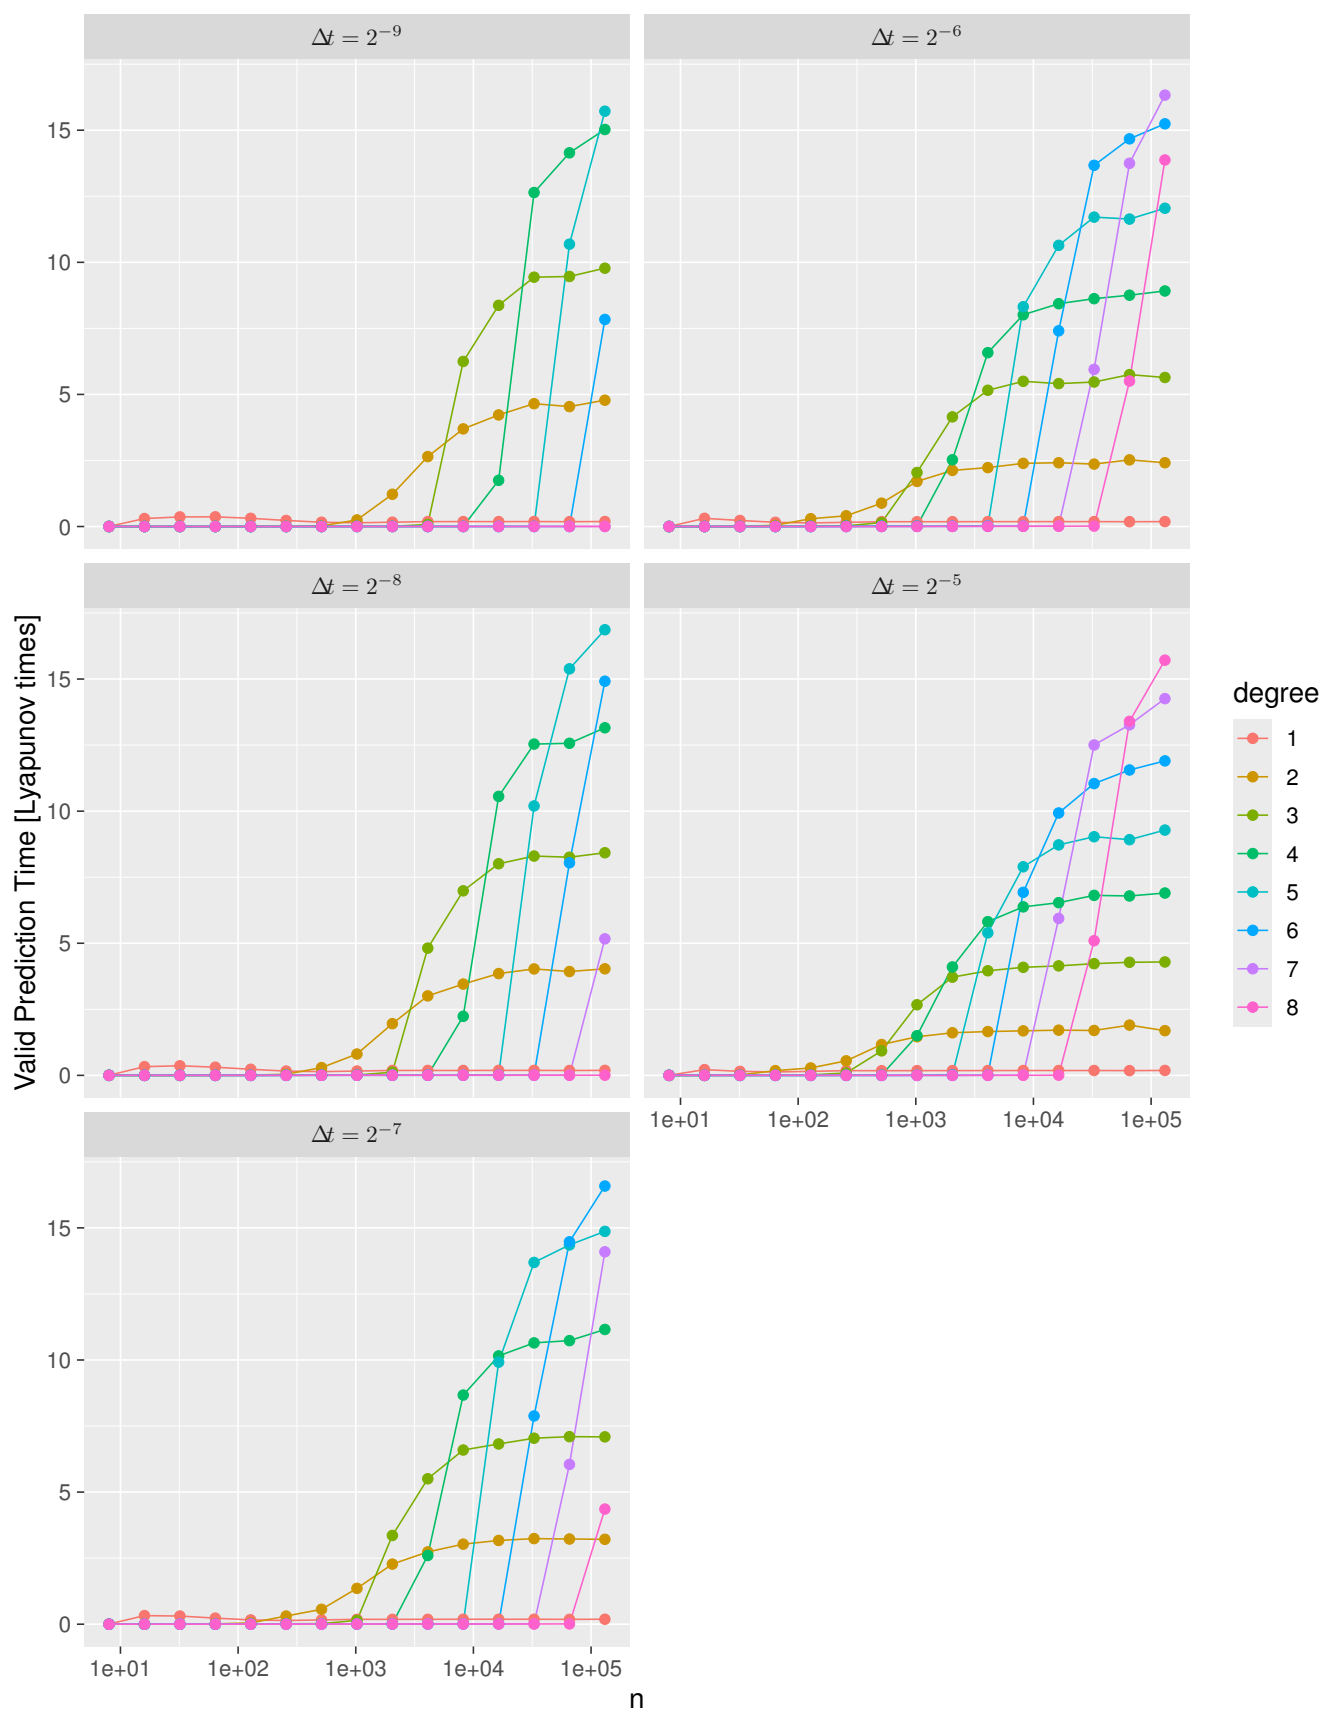 Δt = 2⁻⁹
Δt = 2⁻⁶
15
10
5
0
Δt = 2⁻⁸
Δt = 2⁻⁵
15
10
5
0
1e+01 1e+02 1e+03 1e+04 1e+05
Δt = 2⁻⁷
15
10
5
0
1e+01 1e+02 1e+03 1e+04 1e+05
n
Valid Prediction Time [Lyapunov times]
degree
1
2
3
4
5
6
7
8